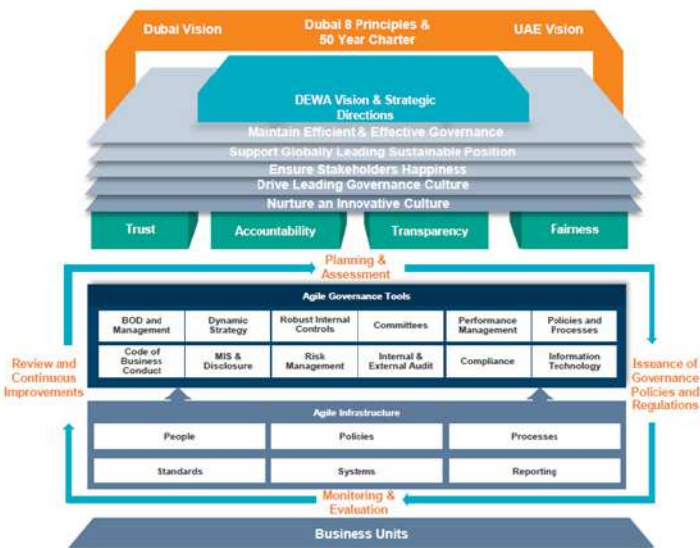 Dubai Vision
Dubai 8 Principles &
50 Year Charter
UAE Vision
DEWA Vision & Strategic
Directions
Maintain Efficient & Effective Governance
Support Globally Leading Sustainable Position
Ensure Stakeholders Happiness
Drive Leading Governance Culture
Nurture an Innovative Culture
Trust
Accountability
Transparency
Fairness
Planning &
Assessment
Agile Governance Tools
BOD and
Management
Dynamic
Strategy
Robust Internal
Controls
Committees
Performance
Management
Policies and
Processes
Code of
Business
Conduct
MIS &
Disclosure
Risk
Management
Internal &
External Audit
Compliance
Information
Technology
Review and
Continuous
Improvements
Issuance of
Governance
Policies and
Regulations
Agile Infrastructure
People
Policies
Processes
Standards
Systems
Reporting
Monitoring &
Evaluation
Business Units